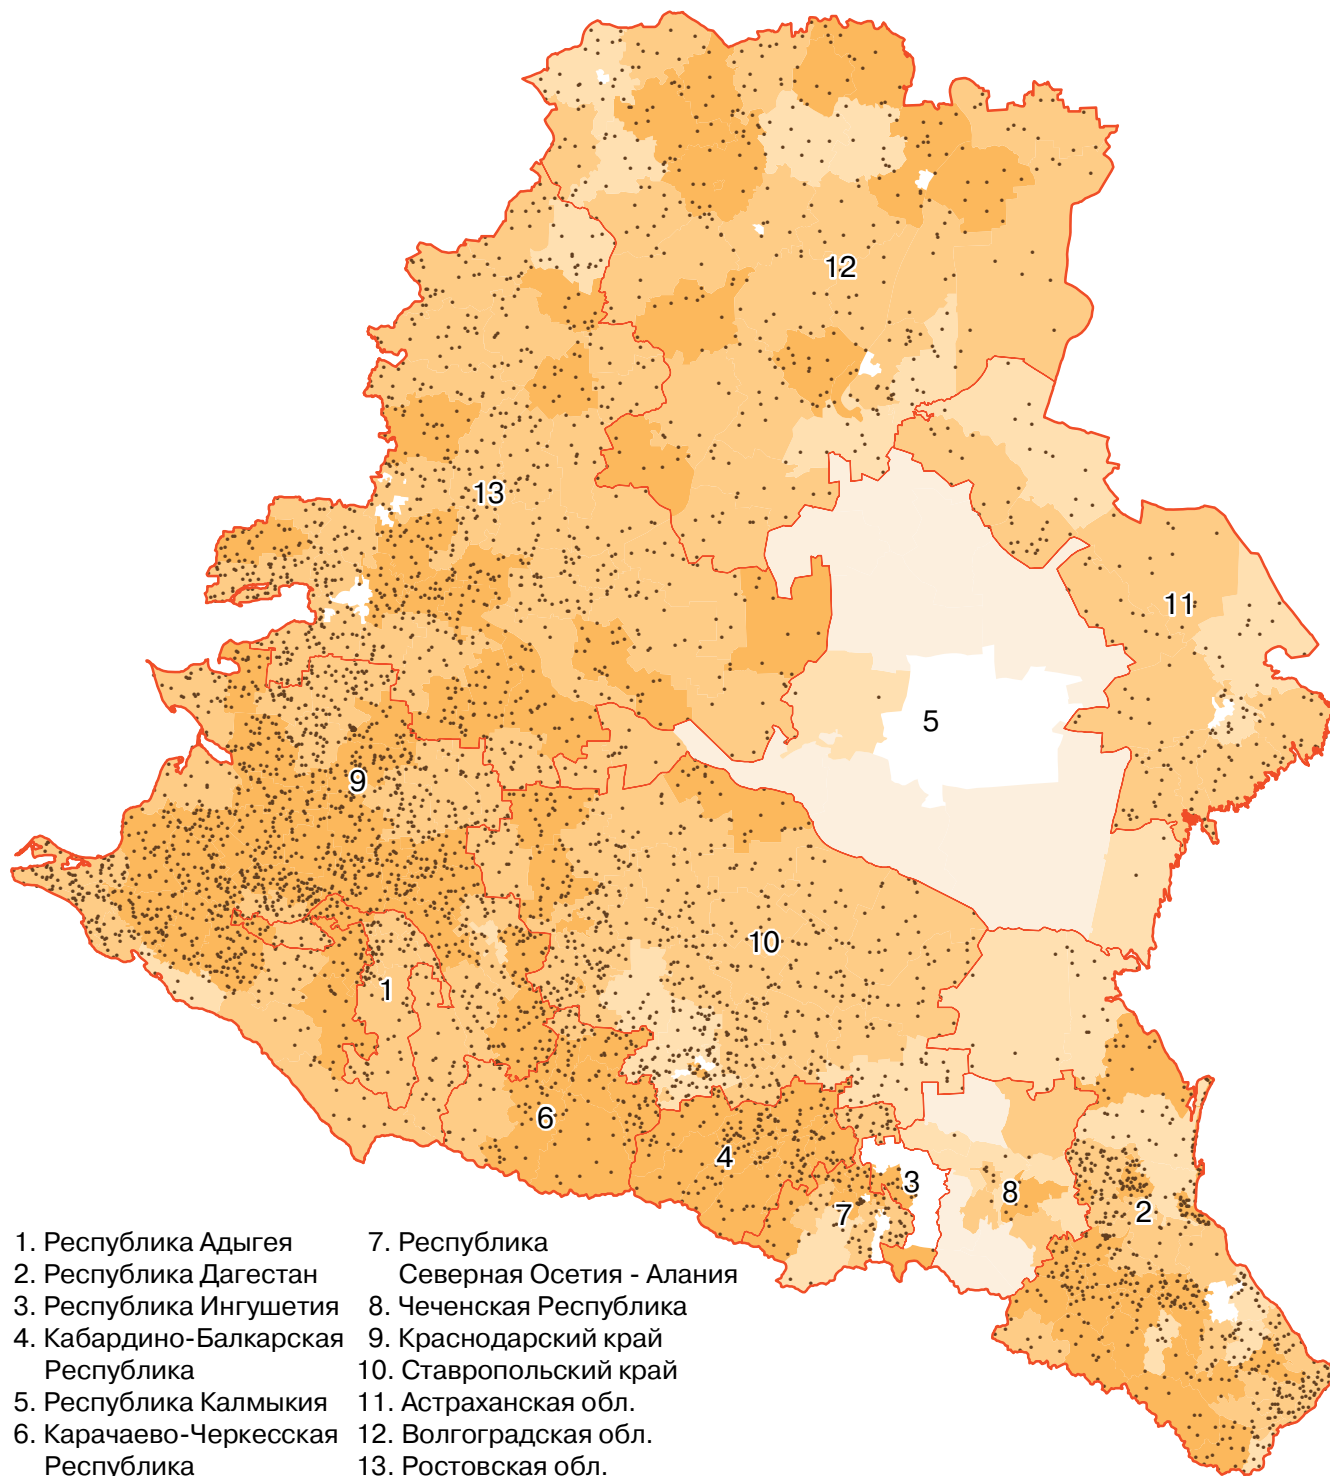 12
13
11
5
9
10
1
6
4
3
8
7
2
1. Республика Адыгея
2. Республика Дагестан
3. Республика Ингушетия
4. Кабардино-Балкарская
Республика
5. Республика Калмыкия
6. Карачаево-Черкесская
Республика
7. Республика
Северная Осетия - Алания
8. Чеченская Республика
9. Краснодарский край
10. Ставропольский край
11. Астраханская обл.
12. Волгоградская обл.
13. Ростовская обл.